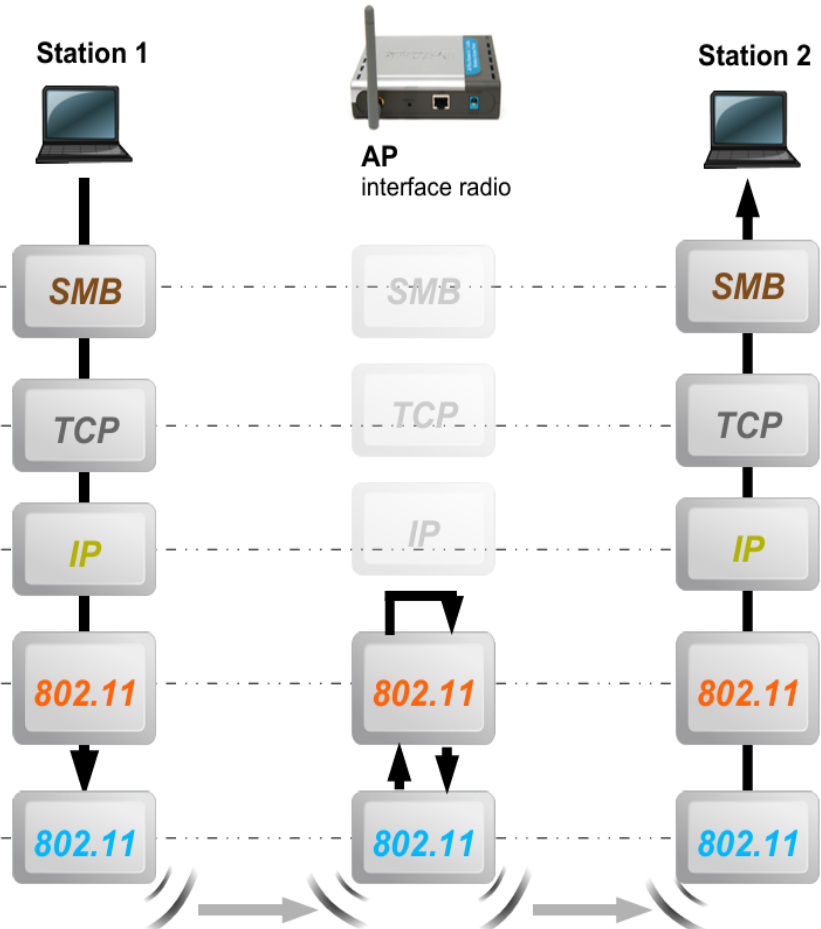 Station 1
Station 2
AP
interface radio
SMB
SMB
SMB
TCP
TCP
TCP
IP
IP
IP
802.11
802.11
802.11
802.11
802.11
802.11